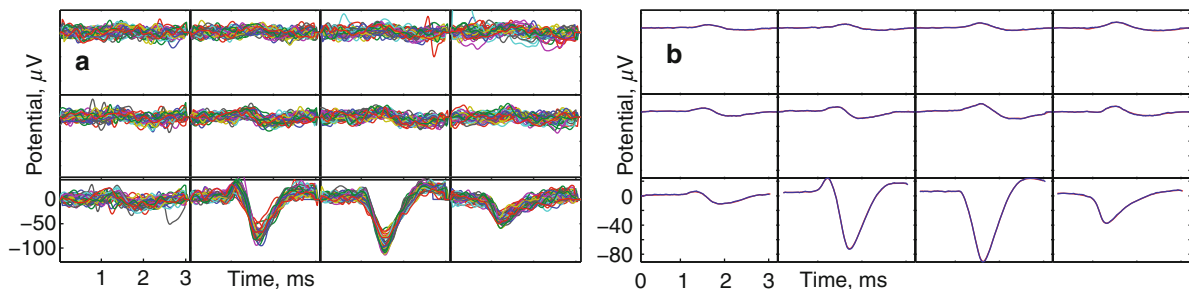 a
Potential, µV
0
−50
−100
1 2 3 Time, ms
b
Potential, µV
0
−40
−80
0 1 2 3 Time, ms